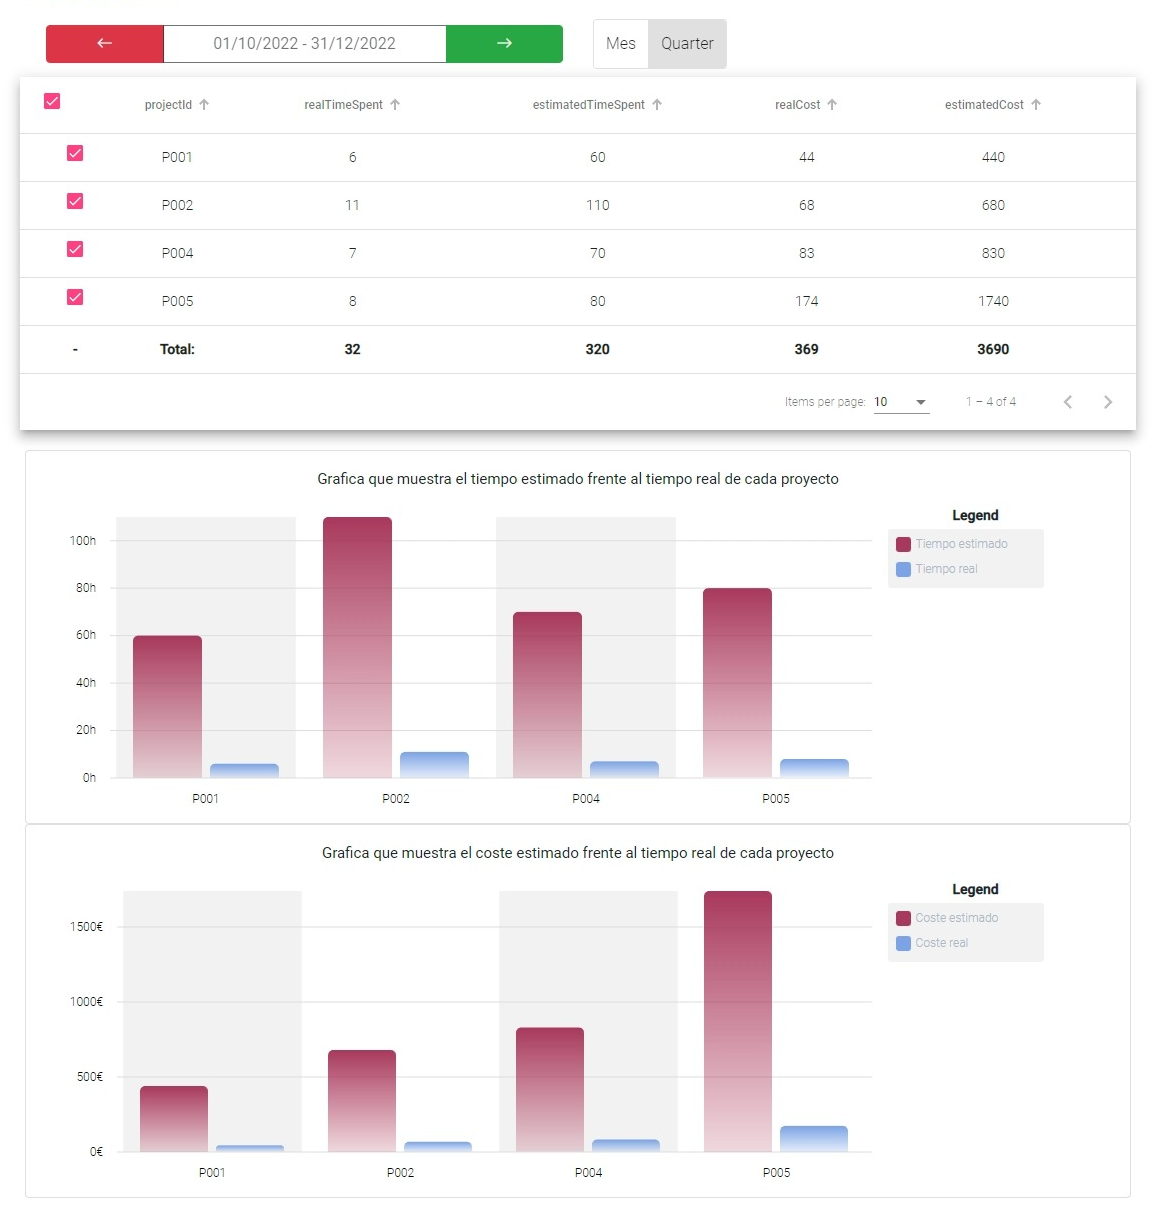 ← 01/10/2022 - 31/12/2022 → Mes Quarter
projectId ↑ realTimeSpent ↑ estimatedTimeSpent ↑ realCost ↑ estimatedCost ↑
P001 6 60 44 440
P002 11 110 68 680
P004 7 70 83 830
P005 8 80 174 1740
- Total: 32 320 369 3690
Items per page: 10 1 – 4 of 4
Grafica que muestra el tiempo estimado frente al tiempo real de cada proyecto
Legend
Tiempo estimado
Tiempo real
100h
80h
60h
40h
20h
0h
P001 P002 P004 P005
Grafica que muestra el coste estimado frente al tiempo real de cada proyecto
Legend
Coste estimado
Coste real
1500€
1000€
500€
0€
P001 P002 P004 P005